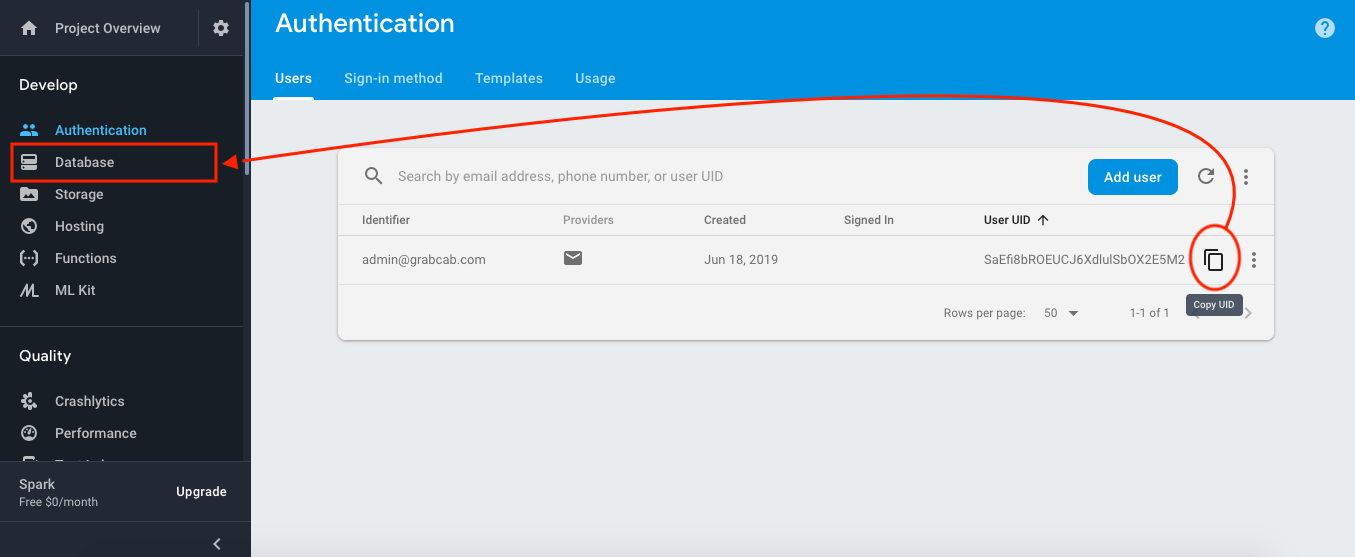 Project Overview
Develop
Authentication
Database
Storage
Hosting
Functions
ML Kit
Quality
Crashlytics
Performance
Spark
Free $0/month
Upgrade
Authentication
Users Sign-in method Templates Usage
Search by email address, phone number, or user UID
Add user
Identifier Providers Created Signed In User UID
admin@grabcab.com Jun 18, 2019 SaEfi8bROEUCJ6XdlulSbOX2E5M2
Copy UID
Rows per page: 50 1-1 of 1